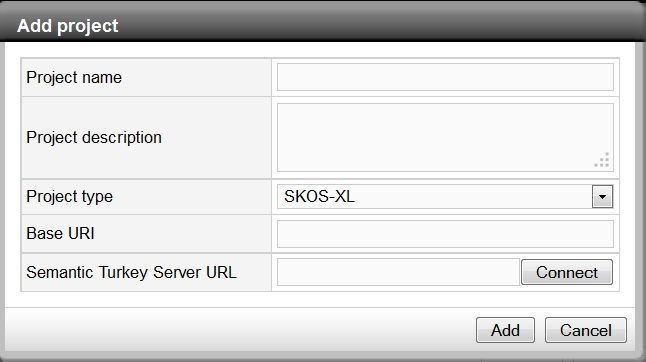 Add project
Project name
Project description
Project type SKOS-XL
Base URI
Semantic Turkey Server URL Connect
Add Cancel